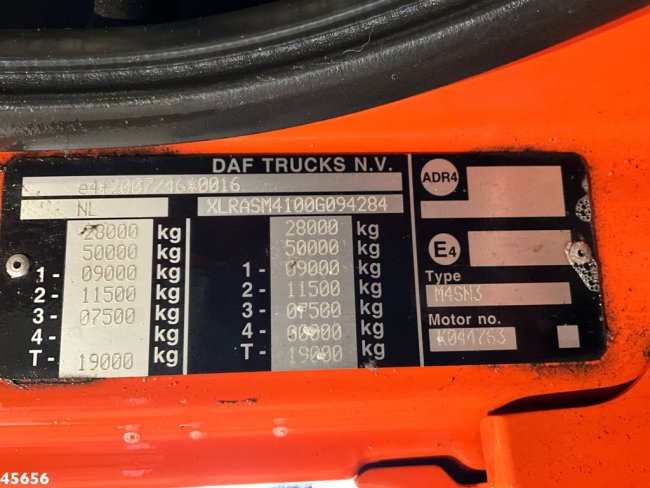 DAF TRUCKS N.V.
e4*2007/46*0016
NL XLRASM4100G094284
28000 kg 28000 kg
50000 kg 50000 kg
1- 09000 kg 1- 09000 kg
2- 11500 kg 2- 11500 kg
3- 07500 kg 3- 07500 kg
4- kg 4- 00000 kg
T- 19000 kg T- 19000 kg
ADR4
E4
Type
M4SN3
Motor no.
K044763
45656